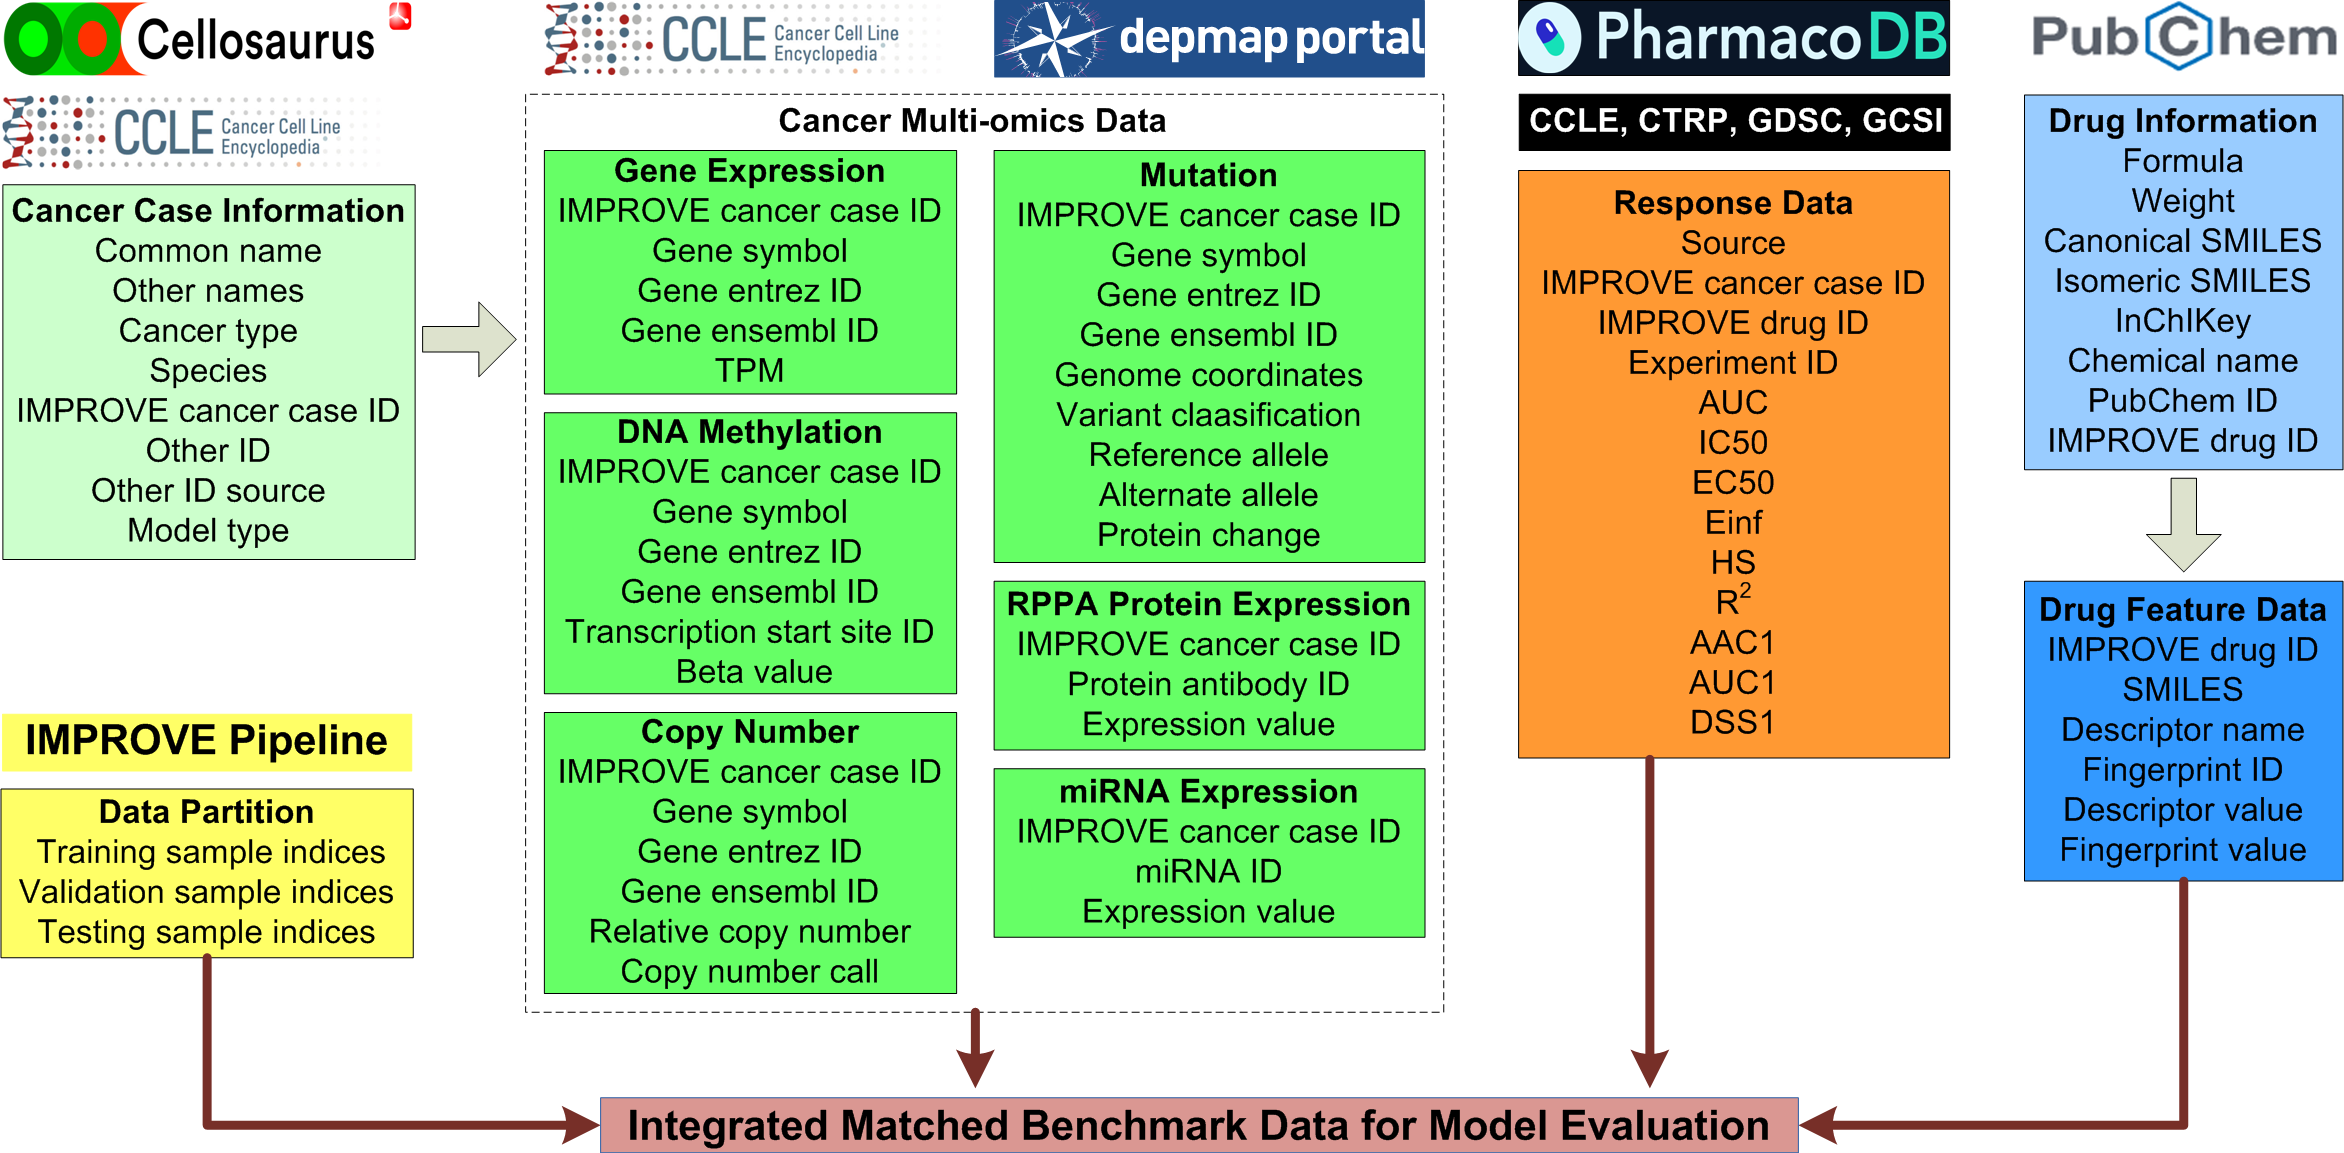 Cellosaurus
CCLE Cancer Cell Line Encyclopedia
Cancer Case Information
Common name
Other names
Cancer type
Species
IMPROVE cancer case ID
Other ID
Other ID source
Model type
IMPROVE Pipeline
Data Partition
Training sample indices
Validation sample indices
Testing sample indices
CCLE Cancer Cell Line Encyclopedia
depmap portal
Cancer Multi-omics Data
Gene Expression
IMPROVE cancer case ID
Gene symbol
Gene entrez ID
Gene ensembl ID
TPM
DNA Methylation
IMPROVE cancer case ID
Gene symbol
Gene entrez ID
Gene ensembl ID
Transcription start site ID
Beta value
Copy Number
IMPROVE cancer case ID
Gene symbol
Gene entrez ID
Gene ensembl ID
Relative copy number
Copy number call
Mutation
IMPROVE cancer case ID
Gene symbol
Gene entrez ID
Gene ensembl ID
Genome coordinates
Variant claasification
Reference allele
Alternate allele
Protein change
RPPA Protein Expression
IMPROVE cancer case ID
Protein antibody ID
Expression value
miRNA Expression
IMPROVE cancer case ID
miRNA ID
Expression value
PharmacoDB
CCLE, CTRP, GDSC, GCSI
Response Data
Source
IMPROVE cancer case ID
IMPROVE drug ID
Experiment ID
AUC
IC50
EC50
Einf
HS
R²
AAC1
AUC1
DSS1
PubChem
Drug Information
Formula
Weight
Canonical SMILES
Isomeric SMILES
InChIKey
Chemical name
PubChem ID
IMPROVE drug ID
Drug Feature Data
IMPROVE drug ID
SMILES
Descriptor name
Fingerprint ID
Descriptor value
Fingerprint value
Integrated Matched Benchmark Data for Model Evaluation